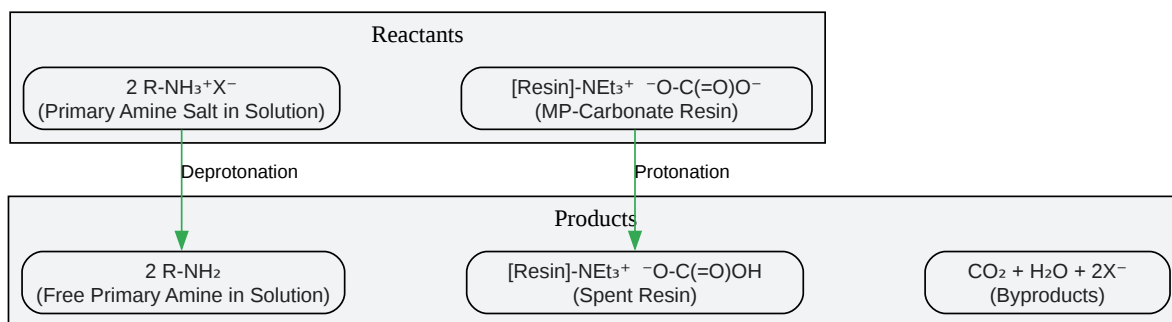 Reactants
2 R-NH₃⁺X⁻
(Primary Amine Salt in Solution)
[Resin]-NEt₃⁺ ⁻O-C(=O)O⁻
(MP-Carbonate Resin)
Deprotonation
Protonation
Products
2 R-NH₂
(Free Primary Amine in Solution)
[Resin]-NEt₃⁺ ⁻O-C(=O)OH
(Spent Resin)
CO₂ + H₂O + 2X⁻
(Byproducts)